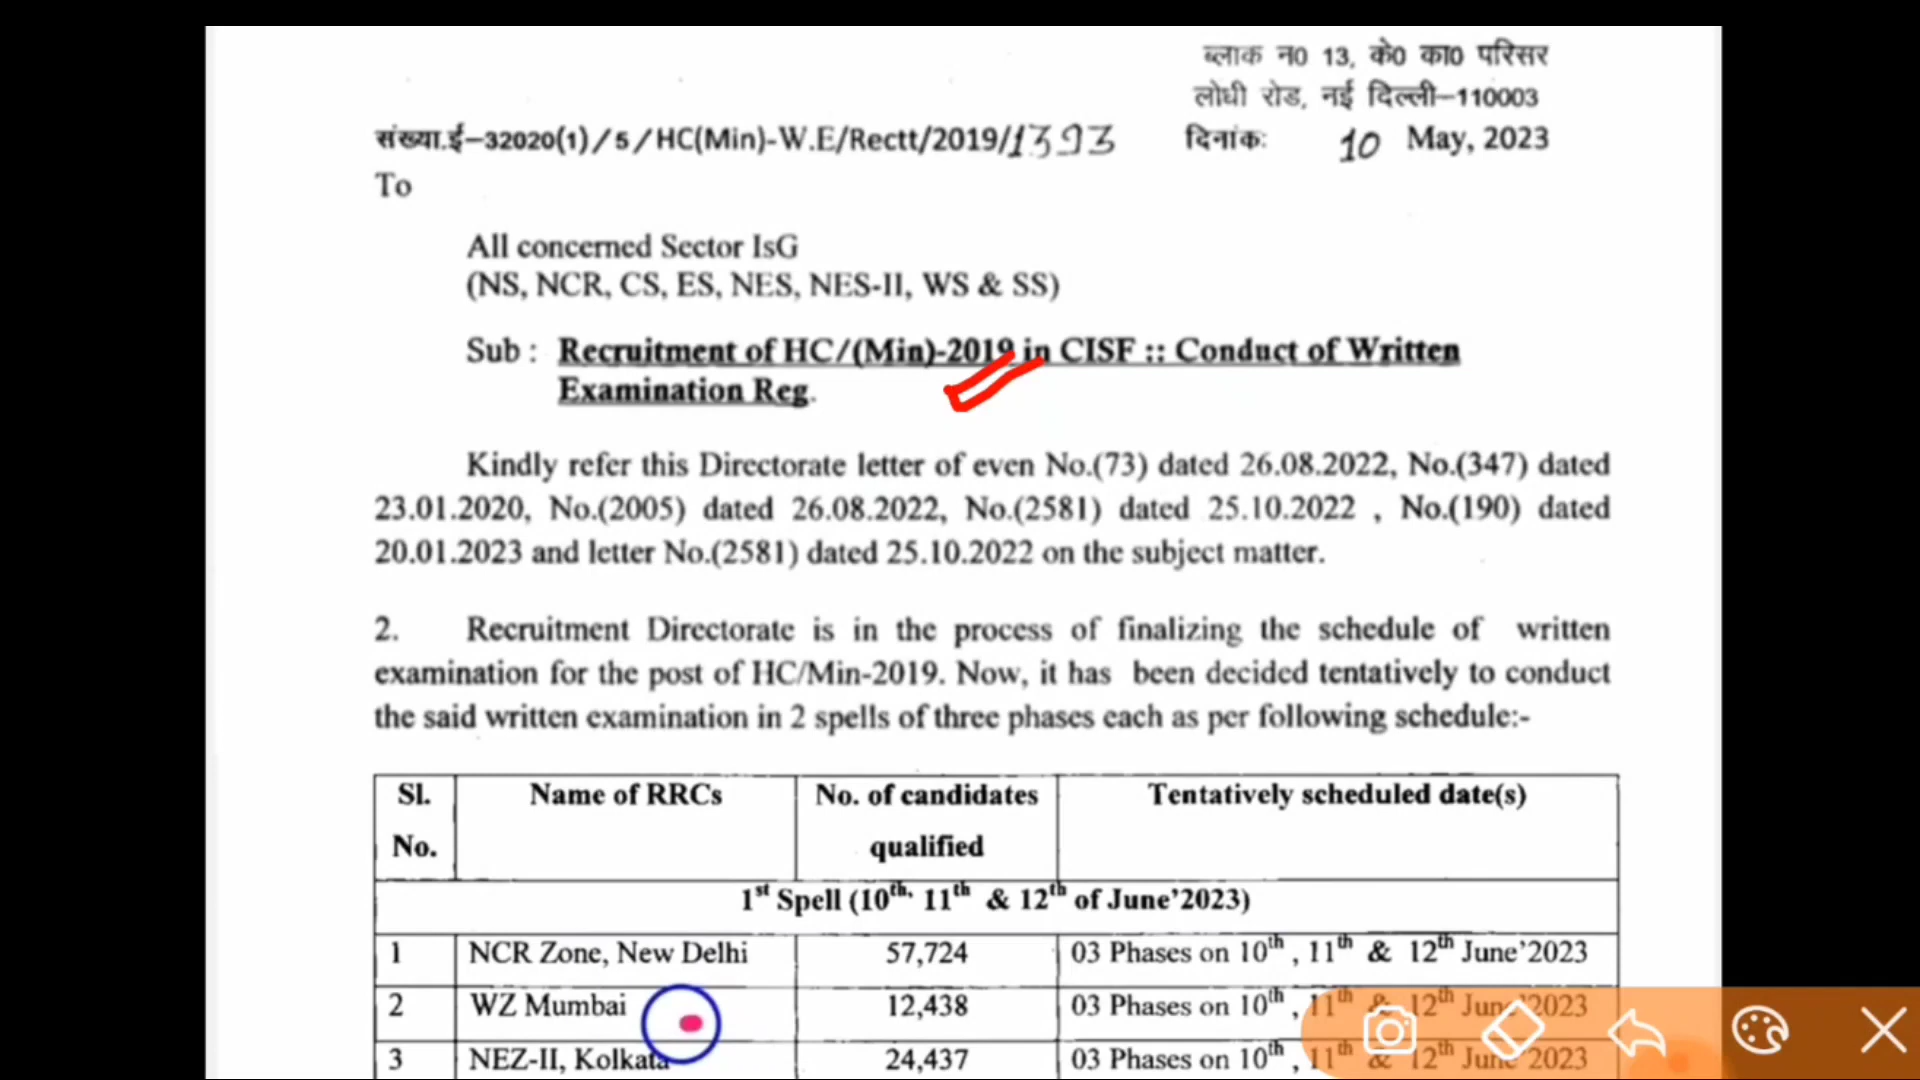 ब्लाक न0 13, के0 का0 परिसर
लोधी रोड, नई दिल्ली–110003
संख्या.ई–32020(1)/5/HC(Min)-W.E/Rectt/2019/1393 दिनांक: 10 May, 2023
To
All concerned Sector IsG
(NS, NCR, CS, ES, NES, NES-II, WS & SS)
Sub : Recruitment of HC/(Min)-2019 in CISF :: Conduct of Written
Examination Reg.
Kindly refer this Directorate letter of even No.(73) dated 26.08.2022, No.(347) dated
23.01.2020, No.(2005) dated 26.08.2022, No.(2581) dated 25.10.2022 , No.(190) dated
20.01.2023 and letter No.(2581) dated 25.10.2022 on the subject matter.
2. Recruitment Directorate is in the process of finalizing the schedule of written
examination for the post of HC/Min-2019. Now, it has been decided tentatively to conduct
the said written examination in 2 spells of three phases each as per following schedule:-
Sl. No. Name of RRCs No. of candidates qualified Tentatively scheduled date(s)
1st Spell (10th, 11th & 12th of June'2023)
1 NCR Zone, New Delhi 57,724 03 Phases on 10th , 11th & 12th June'2023
2 WZ Mumbai 12,438 03 Phases on 10th , 11th & 12th June'2023
3 NEZ-II, Kolkata 24,437 03 Phases on 10th , 11th & 12th June'2023